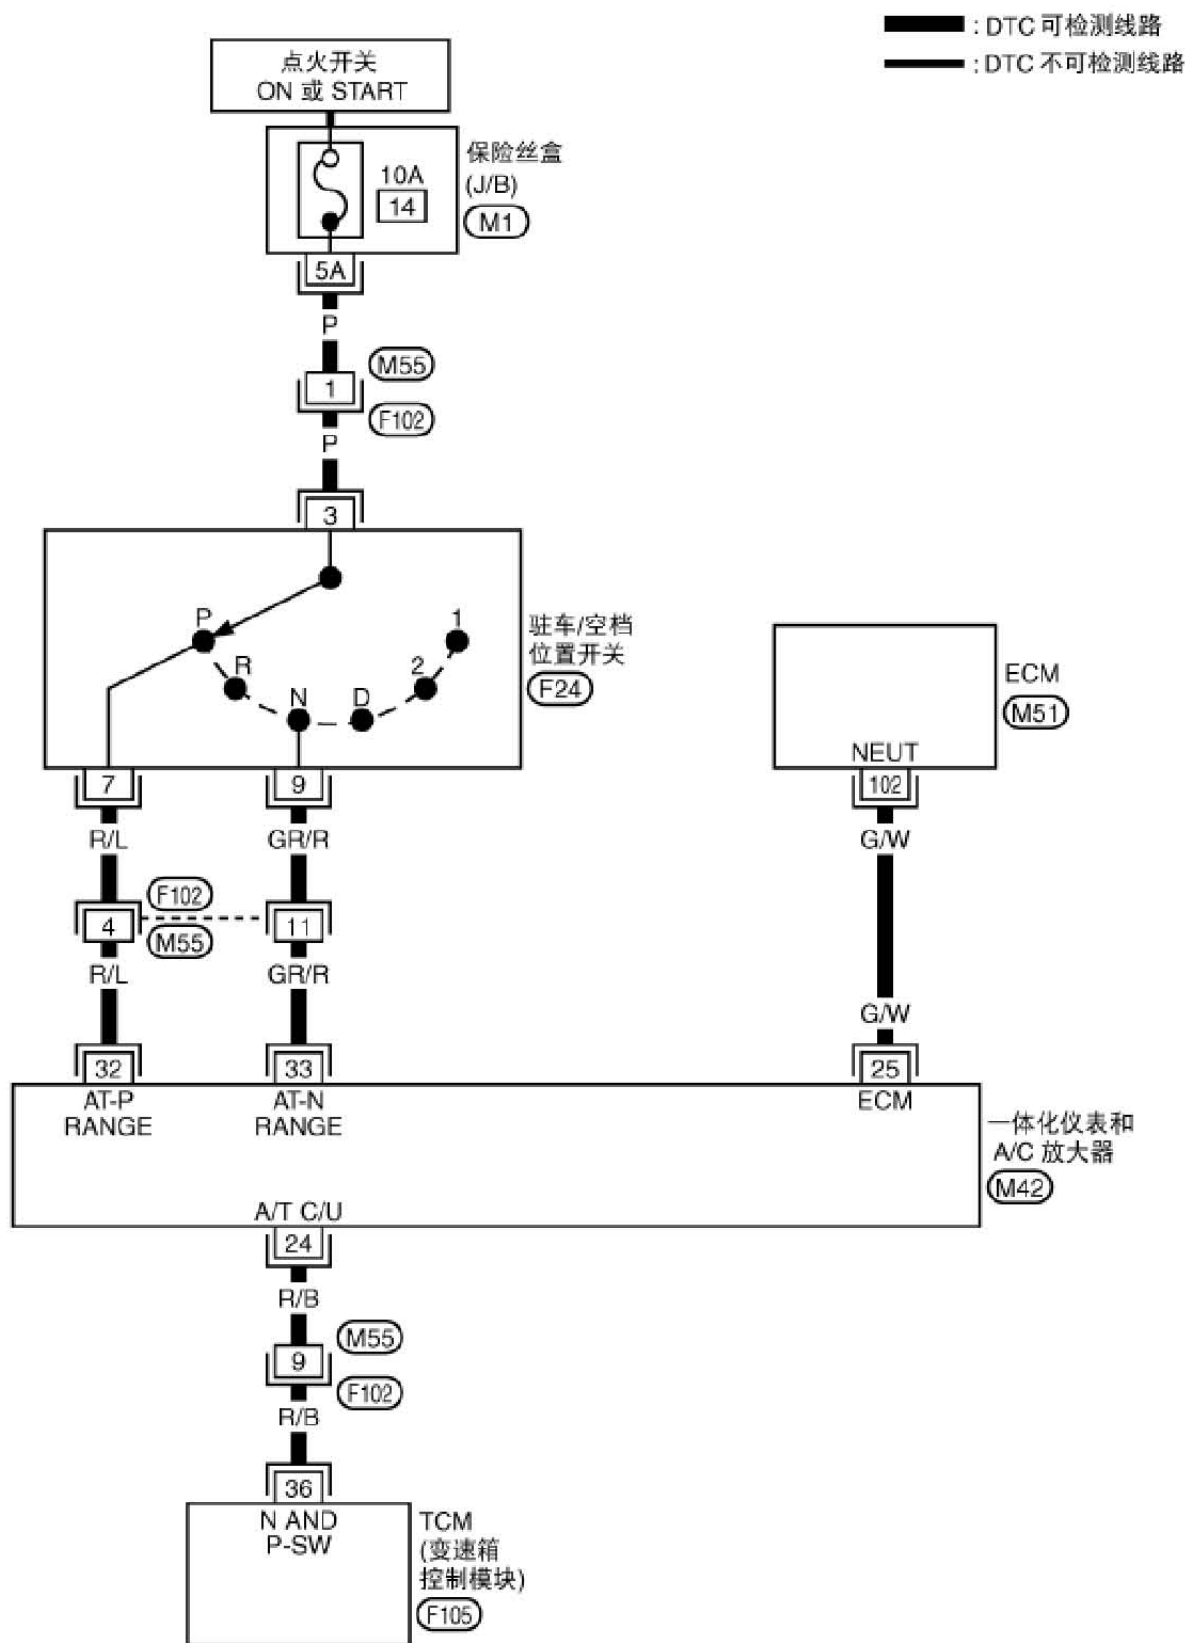 : DTC 可检测线路
: DTC 不可检测线路
点火开关
ON 或 START
保险丝盒
(J/B)
M1
10A
14
5A
P
M55
1
F102
P
3
P
R
N
D
2
1
驻车/空档
位置开关
F24
ECM
M51
NEUT
7
9
102
R/L
GR/R
G/W
F102
4
11
M55
R/L
GR/R
G/W
32
33
25
AT-P
RANGE
AT-N
RANGE
ECM
一体化仪表和
A/C 放大器
M42
A/T C/U
24
R/B
M55
9
F102
R/B
36
N AND
P-SW
TCM
(变速箱
控制模块)
F105